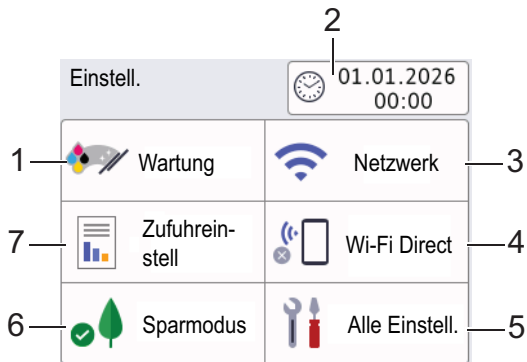 2
Einstell.
01.01.2026
00:00
1
Wartung
Netzwerk
3
7
Zufuhrein-
stell
Wi-Fi Direct
4
6
Sparmodus
Alle Einstell.
5